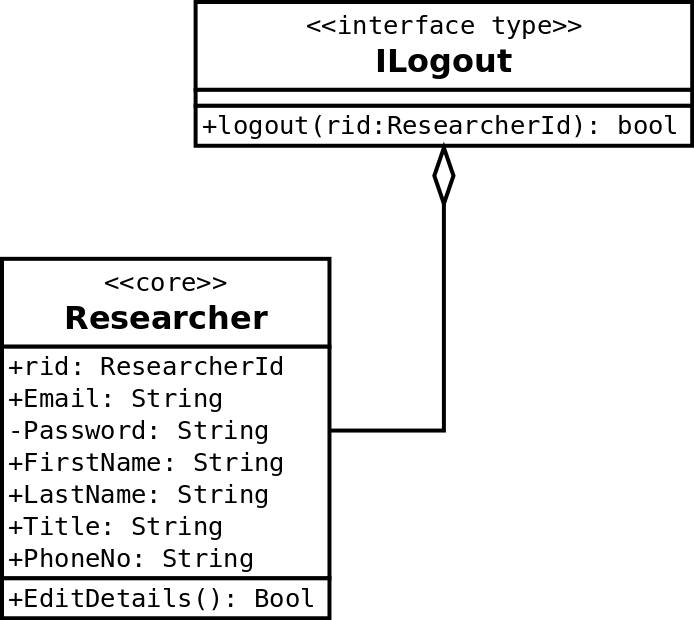 <<interface type>>
ILogout
+logout(rid:ResearcherId): bool
<<core>>
Researcher
+rid: ResearcherId
+Email: String
-Password: String
+FirstName: String
+LastName: String
+Title: String
+PhoneNo: String
+EditDetails(): Bool